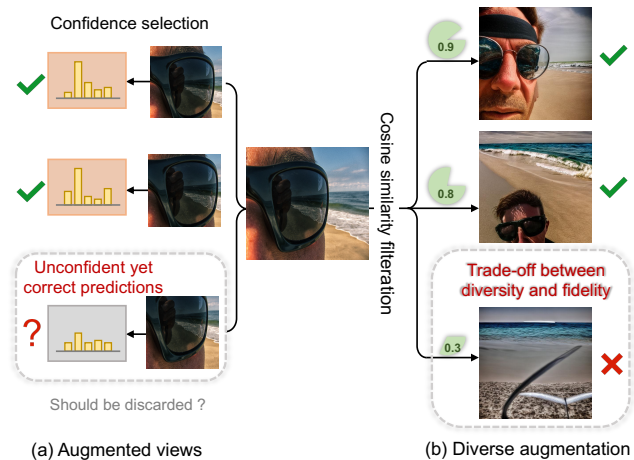 Confidence selection
Unconfident yet
correct predictions
?
Should be discarded ?
(a) Augmented views
Cosine similarity filteration
0.9
0.8
Trade-off between
diversity and fidelity
0.3
(b) Diverse augmentation